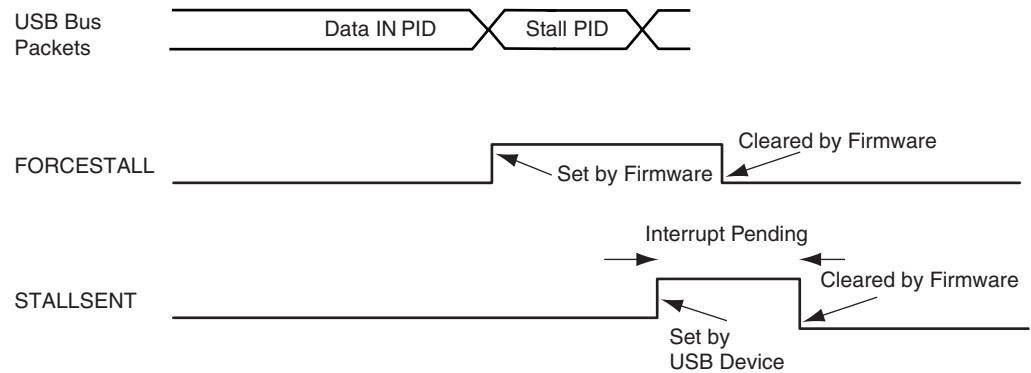 USB Bus
Packets
Data IN PID
Stall PID
FORCESTALL
Set by Firmware
Cleared by Firmware
Interrupt Pending
STALLSENT
Set by
USB Device
Cleared by Firmware